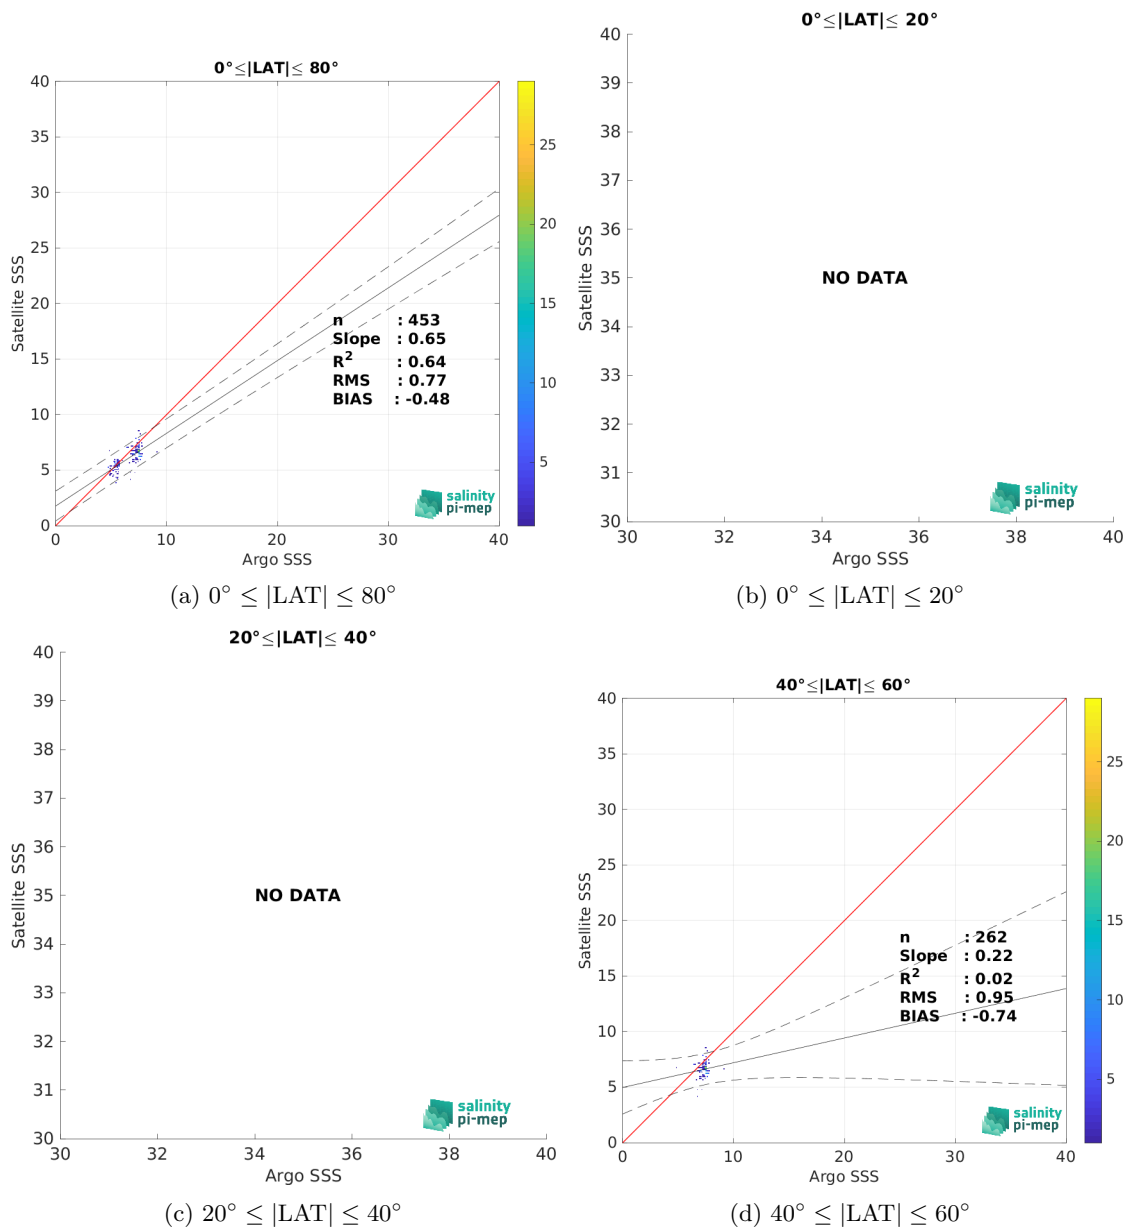 0°≤|LAT|≤ 80°
40
35
30
25
20
15
10
5
0
0
10
20
30
40
Satellite SSS
Argo SSS
n : 453
Slope : 0.65
R² : 0.64
RMS : 0.77
BIAS : -0.48
salinity
pi-mep
25
20
15
10
5
(a) 0° ≤ |LAT| ≤ 80°
0°≤|LAT|≤ 20°
40
39
38
37
36
35
34
33
32
31
30
30
32
34
36
38
40
Satellite SSS
Argo SSS
NO DATA
salinity
pi-mep
(b) 0° ≤ |LAT| ≤ 20°
20°≤|LAT|≤ 40°
40
39
38
37
36
35
34
33
32
31
30
30
32
34
36
38
40
Satellite SSS
Argo SSS
NO DATA
salinity
pi-mep
(c) 20° ≤ |LAT| ≤ 40°
40°≤|LAT|≤ 60°
40
35
30
25
20
15
10
5
0
0
10
20
30
40
Satellite SSS
Argo SSS
n : 262
Slope : 0.22
R² : 0.02
RMS : 0.95
BIAS : -0.74
salinity
pi-mep
25
20
15
10
5
(d) 40° ≤ |LAT| ≤ 60°